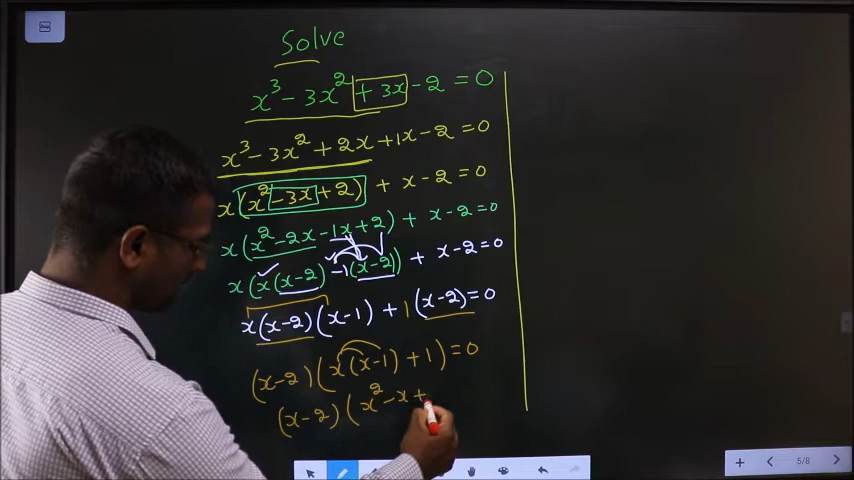 Solve
x³ - 3x² + 3x - 2 = 0
x³ - 3x² + 2x + 1x - 2 = 0
x(x² - 3x + 2) + x - 2 = 0
x(x² - 2x - 1x + 2) + x - 2 = 0
x(x(x-2) - 1(x-2)) + x - 2 = 0
x(x-2)(x-1) + 1(x-2) = 0
(x-2)(x(x-1) + 1) = 0
(x-2)(x² - x +
5/8